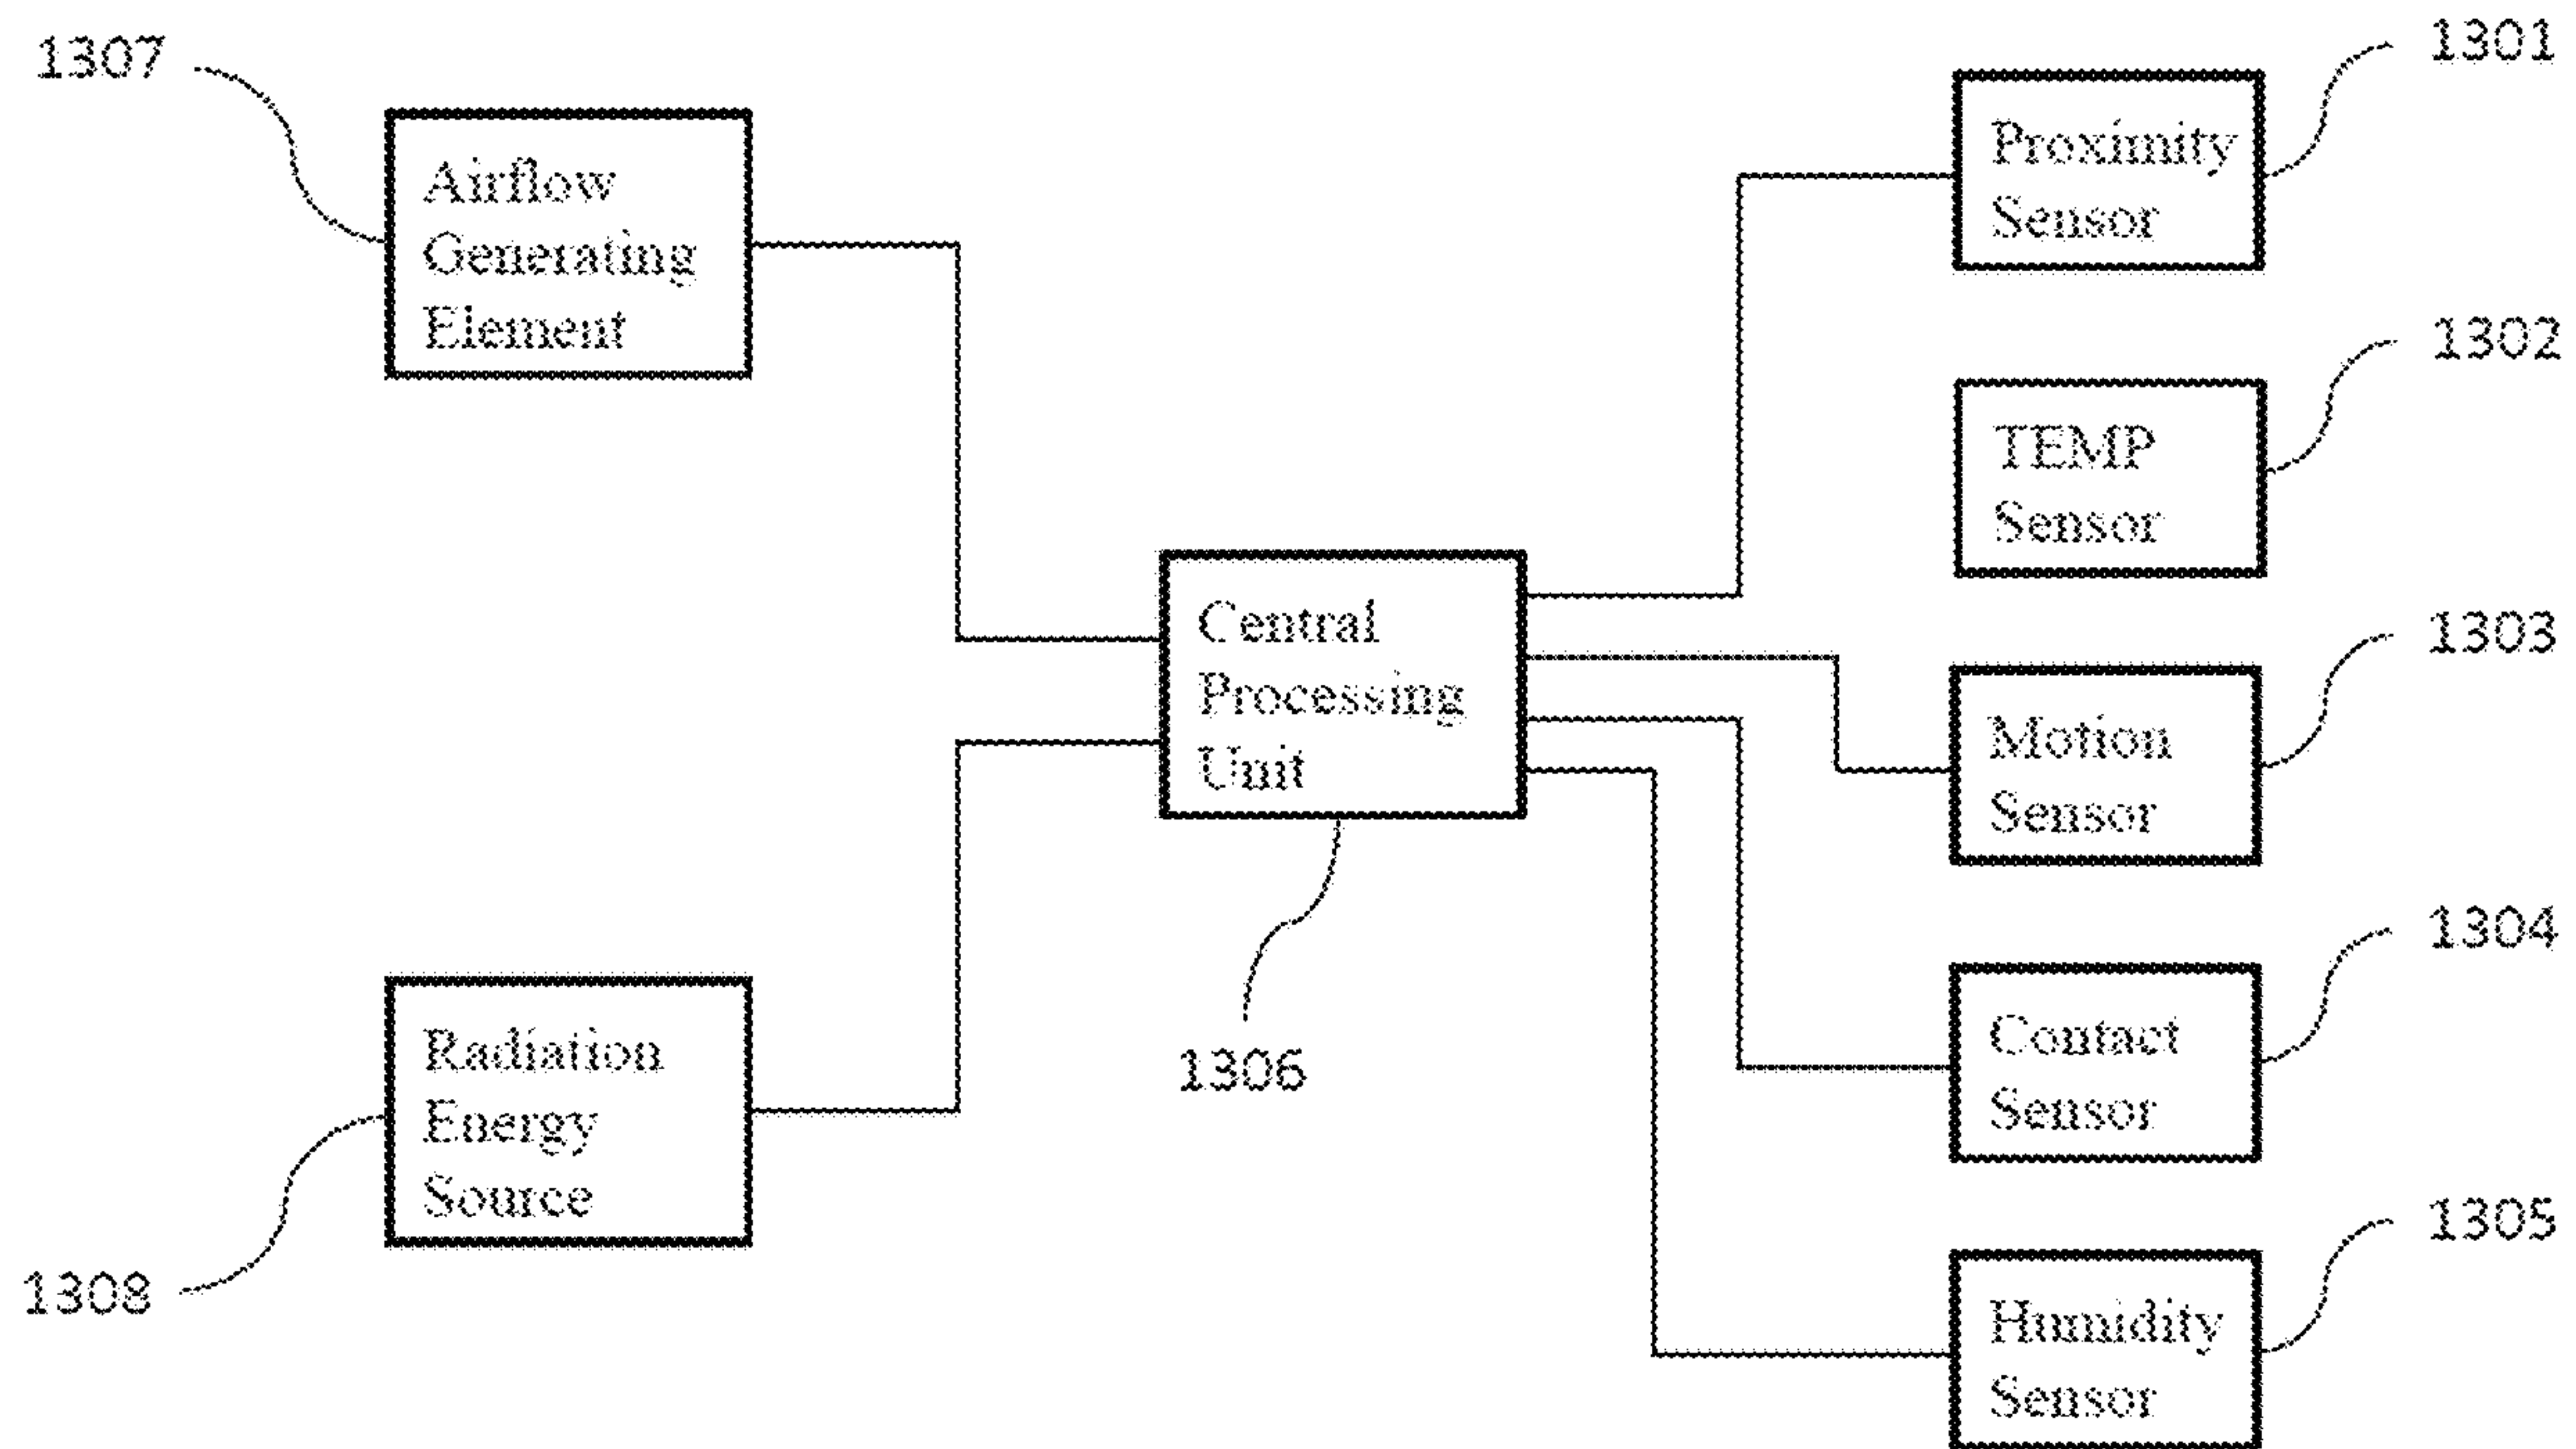 1307
Airflow
Generating
Element
1301
Proximity
Sensor
1302
TEMP
Sensor
1303
Motion
Sensor
Central
Processing
Unit
1306
1304
Contact
Sensor
Radiation
Energy
Source
1308
1305
Humidity
Sensor